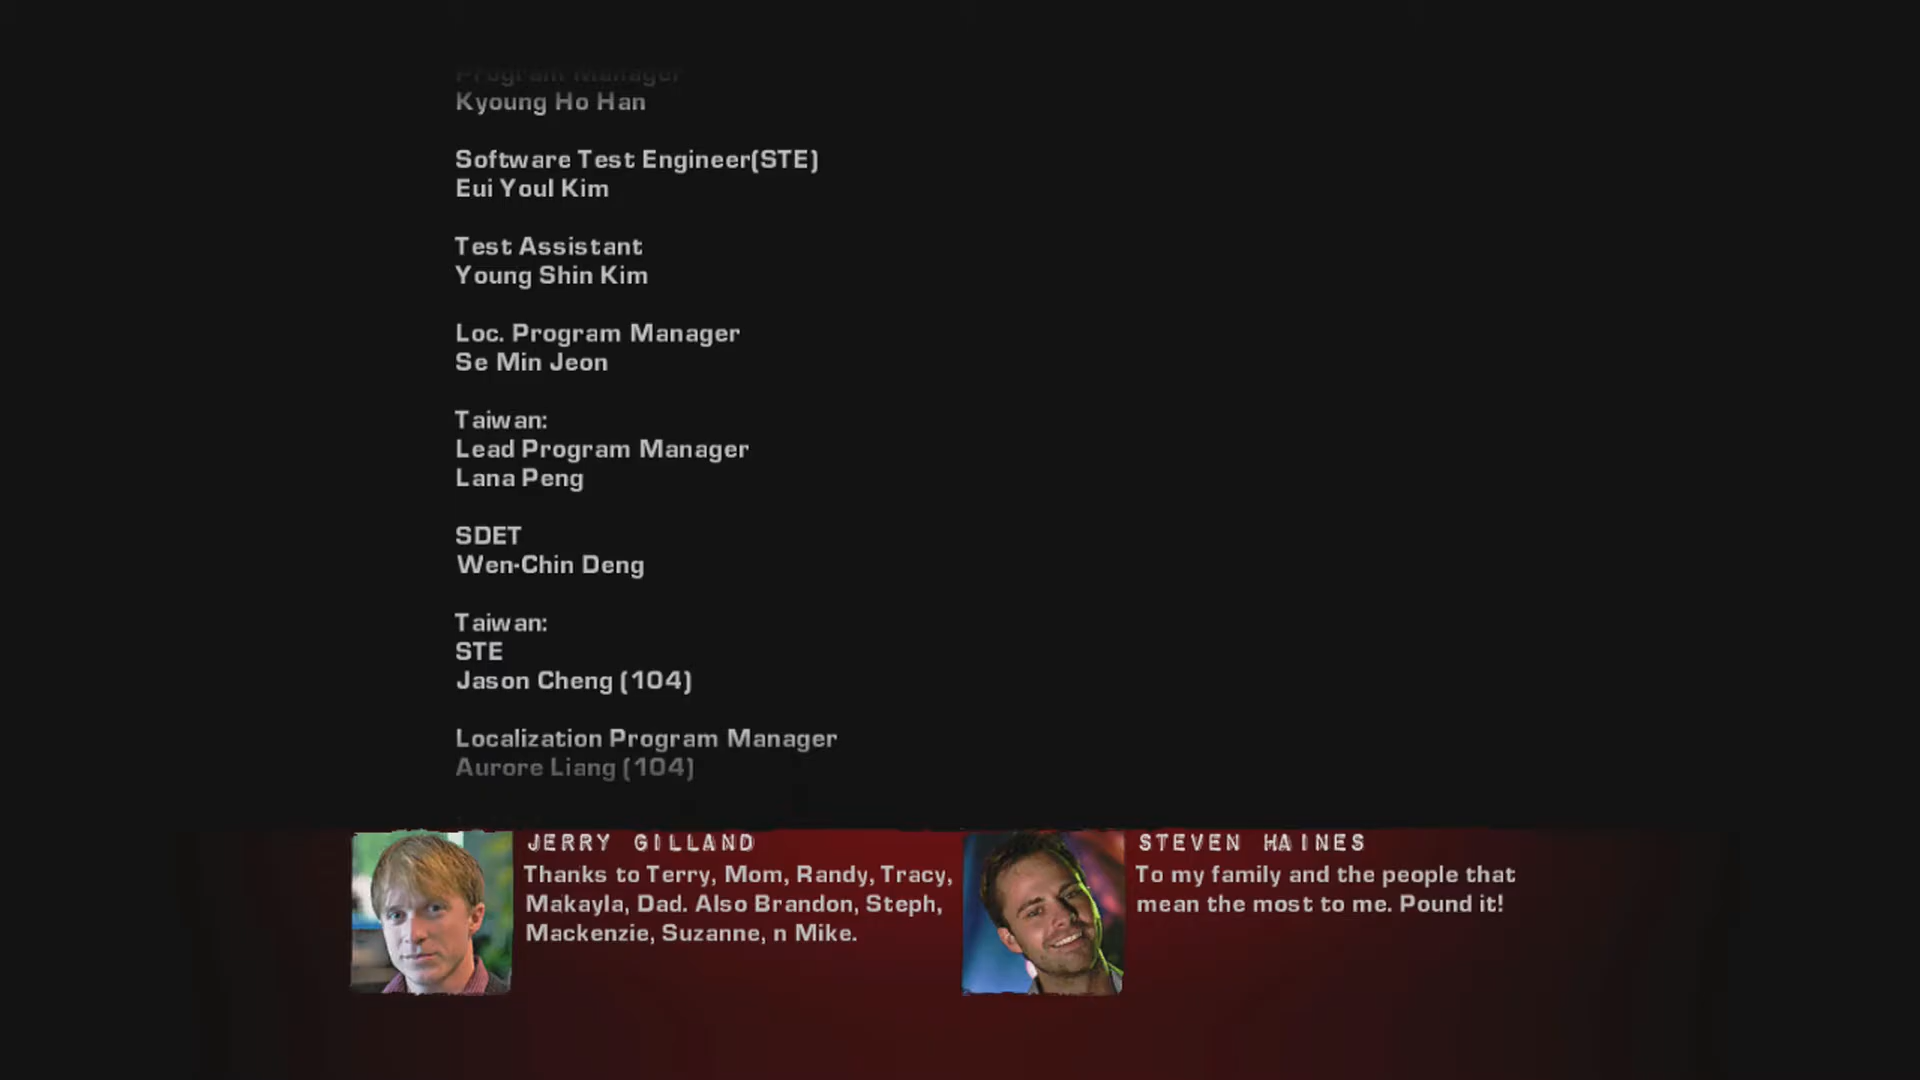 Program Manager
Kyoung Ho Han
Software Test Engineer(STE)
Eui Youl Kim
Test Assistant
Young Shin Kim
Loc. Program Manager
Se Min Jeon
Taiwan:
Lead Program Manager
Lana Peng
SDET
Wen-Chin Deng
Taiwan:
STE
Jason Cheng (104)
Localization Program Manager
Aurore Liang (104)
JERRY GILLAND
Thanks to Terry, Mom, Randy, Tracy,
Makayla, Dad. Also Brandon, Steph,
Mackenzie, Suzanne, n Mike.
STEVEN HAINES
To my family and the people that
mean the most to me. Pound it!